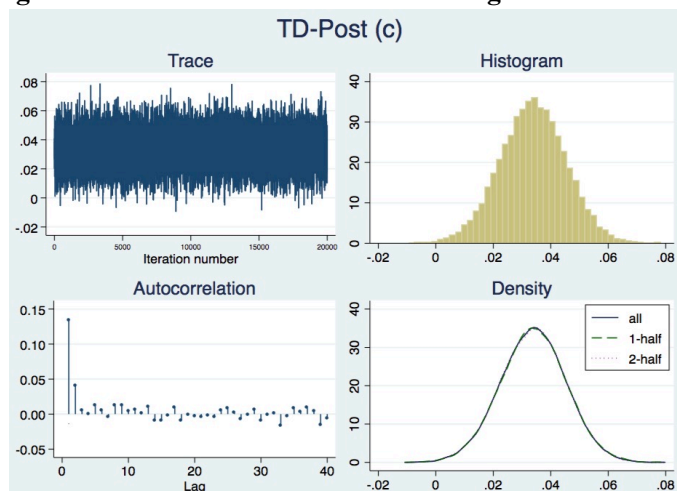 TD-Post (c)
Trace
.08
.06
.04
.02
0
-.02
0 5000 10000 15000 20000
Iteration number
Histogram
40
30
20
10
0
-.02 0 .02 .04 .06 .08
Autocorrelation
0.15
0.10
0.05
0.00
-0.05
0 10 20 30 40
Lag
Density
all
1-half
2-half
40
30
20
10
0
-.02 0 .02 .04 .06 .08